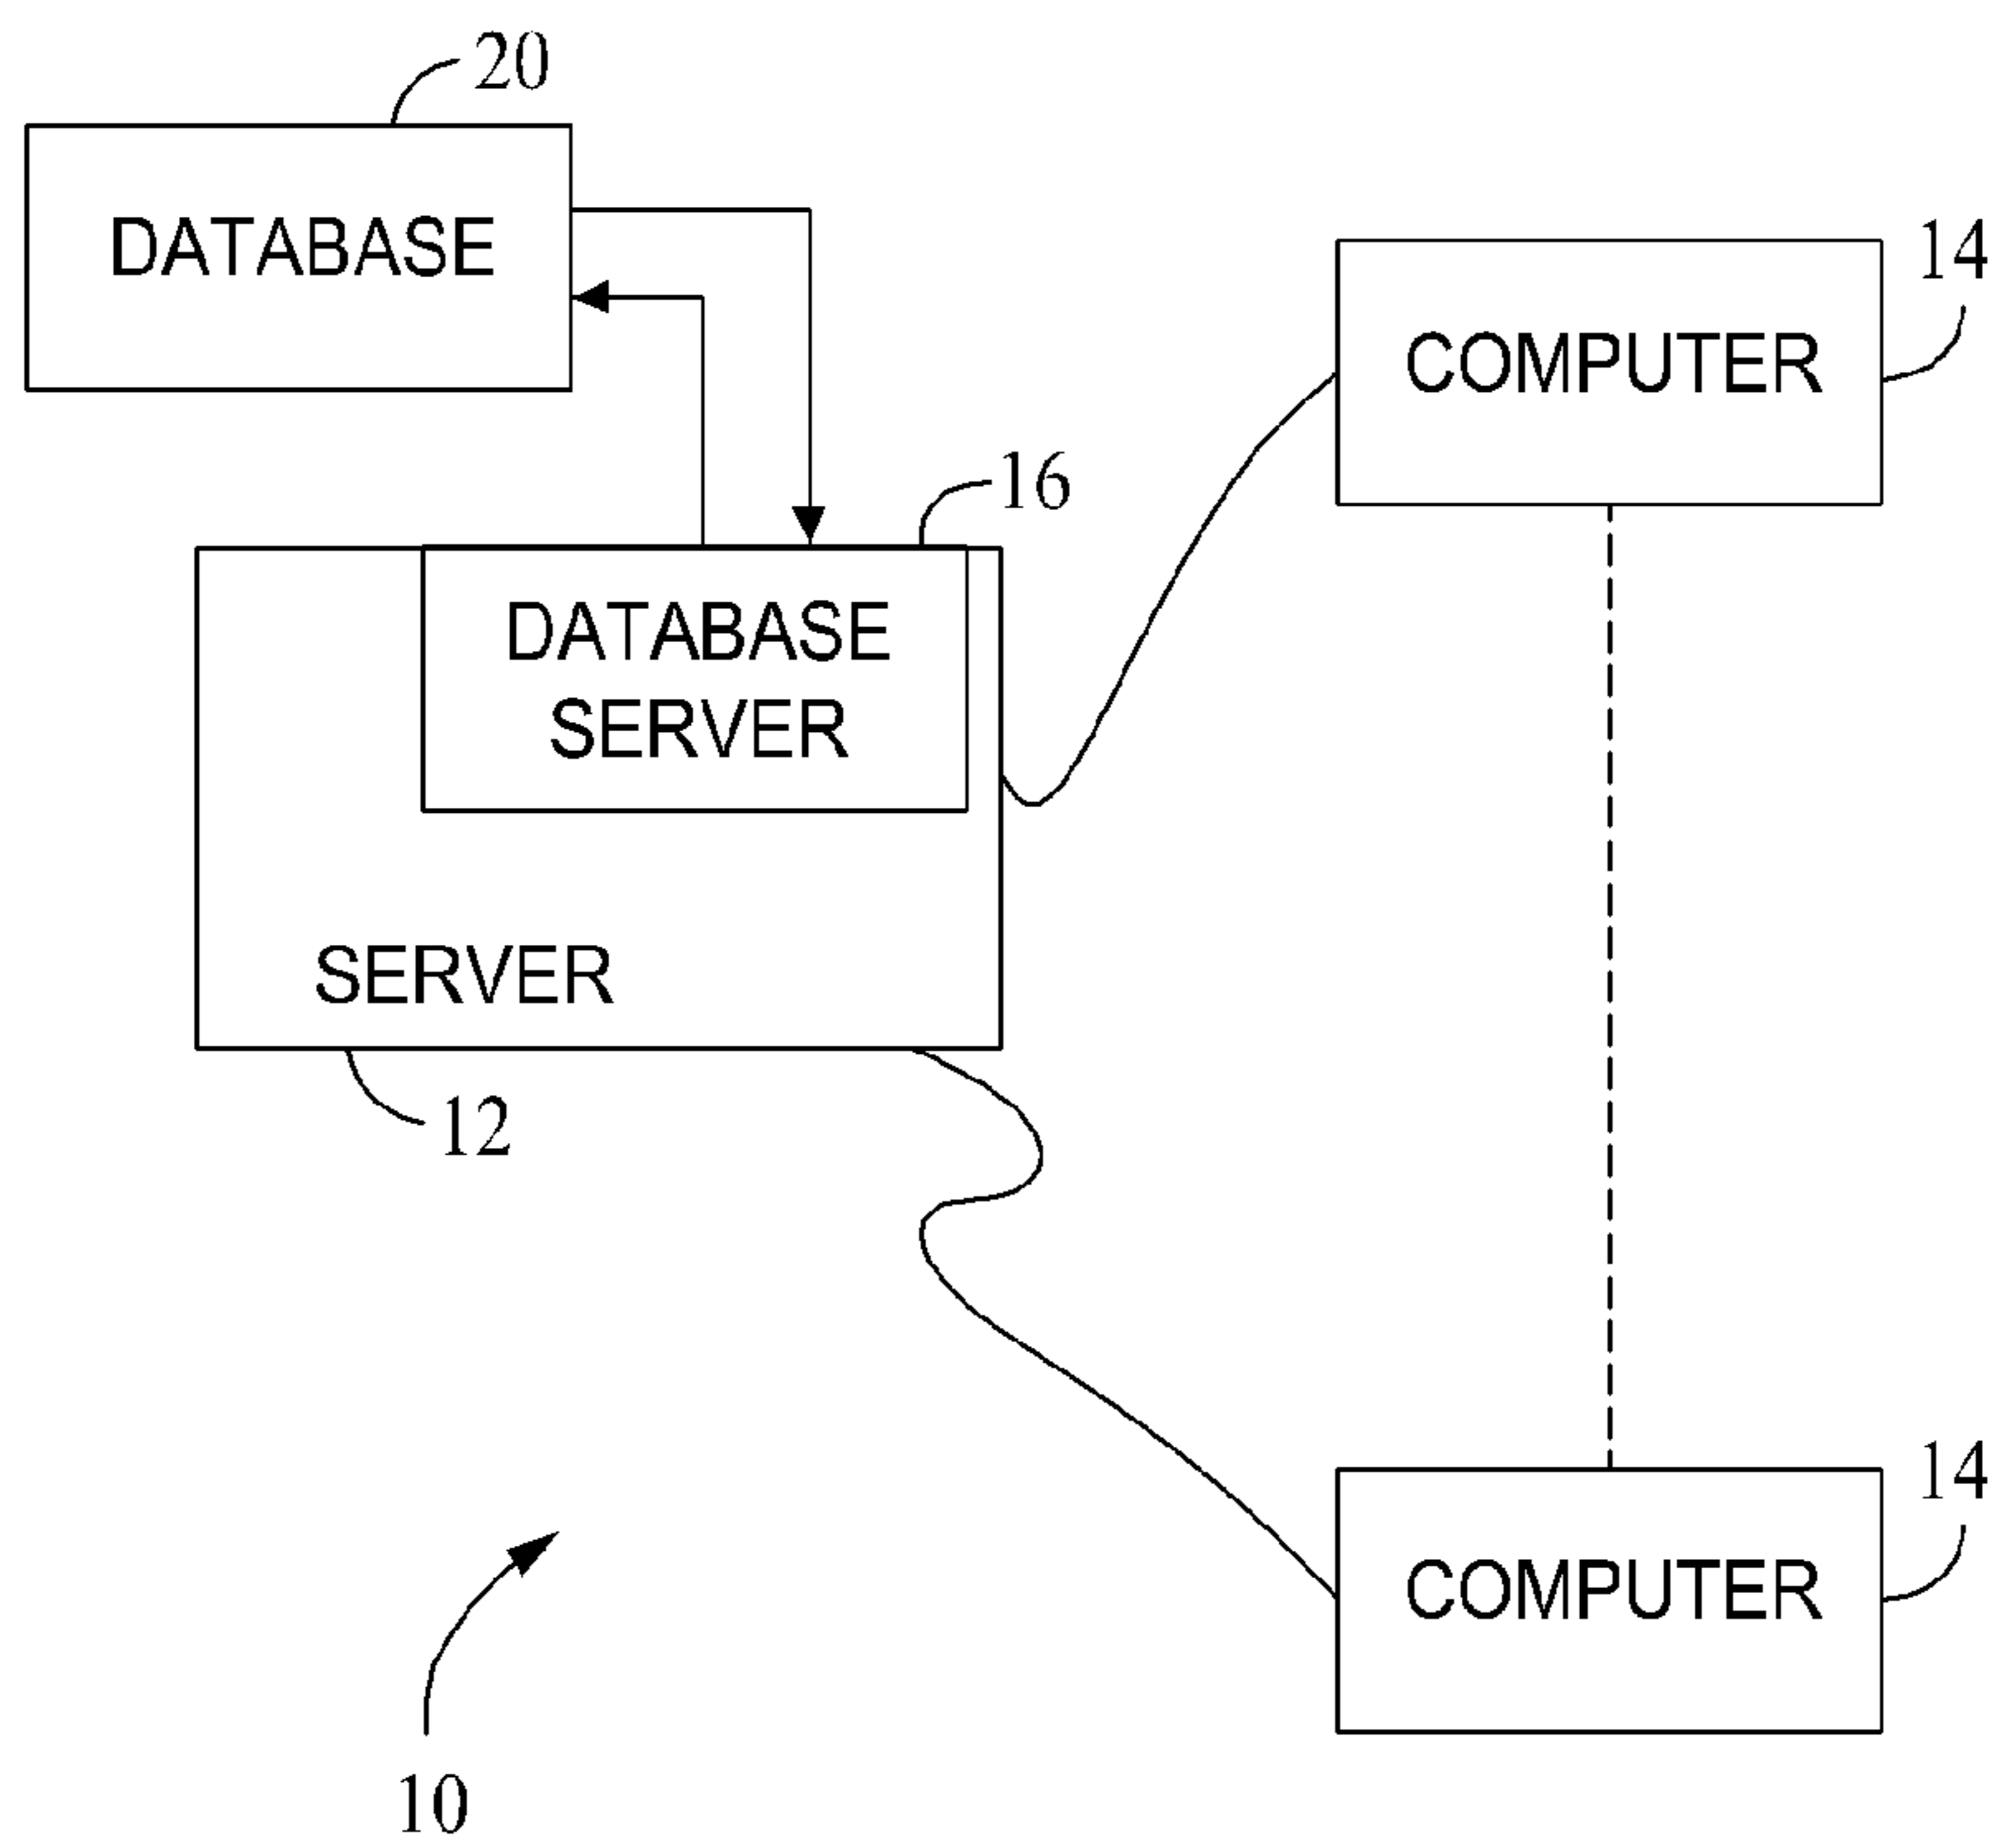 20
DATABASE
14
COMPUTER
16
DATABASE
SERVER
SERVER
12
14
COMPUTER
10